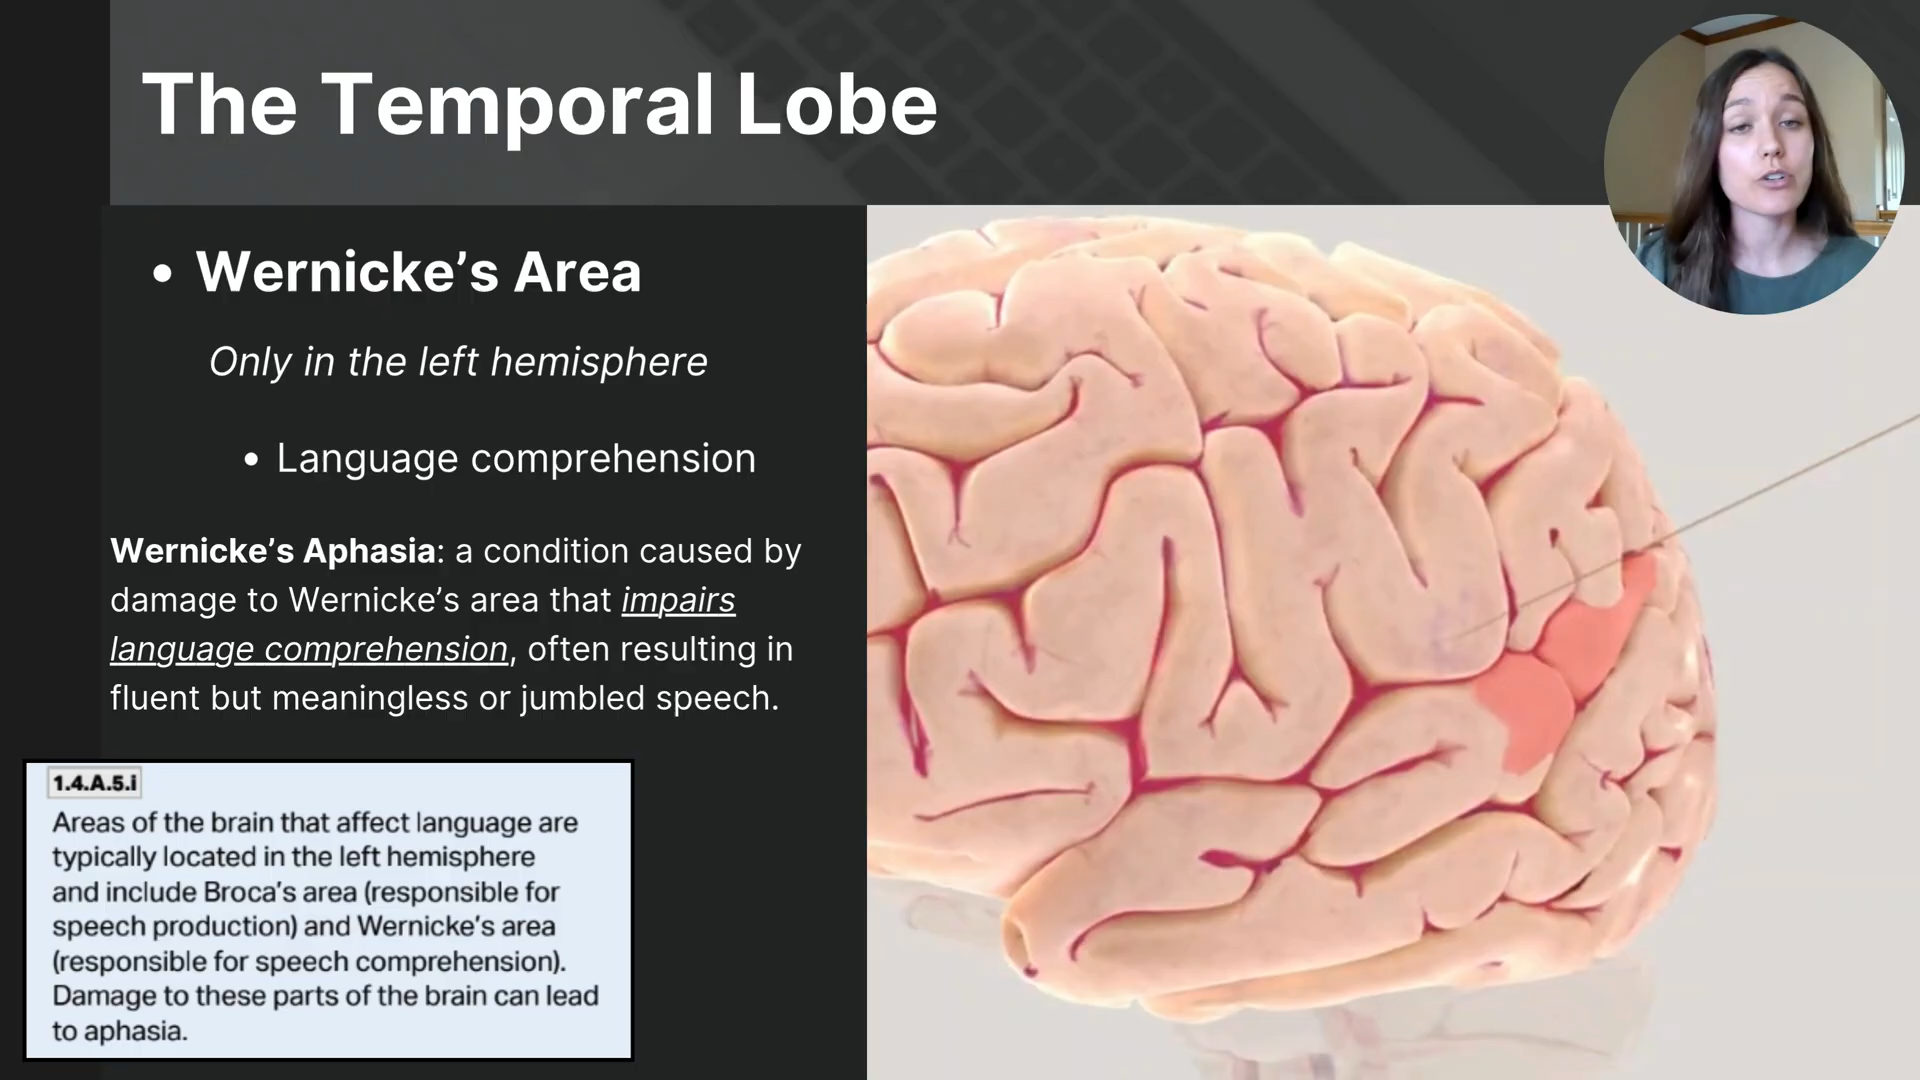 The Temporal Lobe
• Wernicke’s Area
Only in the left hemisphere
• Language comprehension
Wernicke’s Aphasia: a condition caused by
damage to Wernicke’s area that impairs
language comprehension, often resulting in
fluent but meaningless or jumbled speech.
1.4.A.5.i
Areas of the brain that affect language are
typically located in the left hemisphere
and include Broca’s area (responsible for
speech production) and Wernicke’s area
(responsible for speech comprehension).
Damage to these parts of the brain can lead
to aphasia.